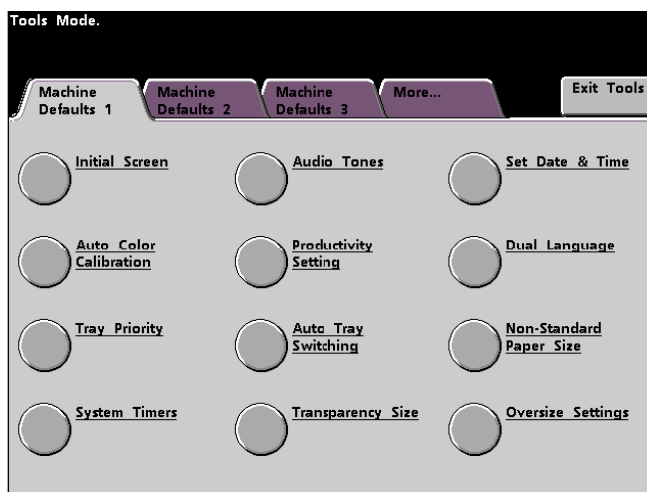 Tools Mode.
Machine
Defaults 1
Machine
Defaults 2
Machine
Defaults 3
More...
Exit Tools
Initial Screen
Audio Tones
Set Date & Time
Auto Color
Calibration
Productivity
Setting
Dual Language
Tray Priority
Auto Tray
Switching
Non-Standard
Paper Size
System Timers
Transparency Size
Oversize Settings